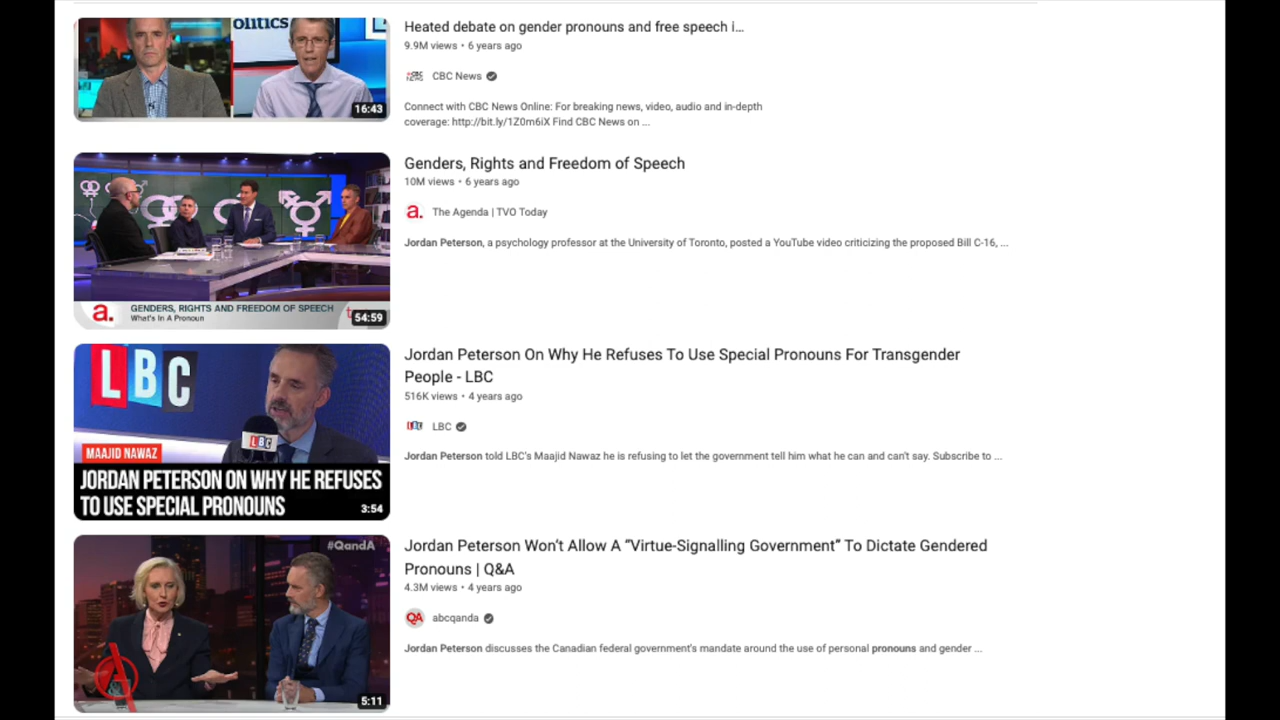 olitics
16:43
Heated debate on gender pronouns and free speech i...
9.9M views • 6 years ago
CBC News
Connect with CBC News Online: For breaking news, video, audio and in-depth
coverage: http://bit.ly/1Z0m6iX Find CBC News on ...
a. GENDERS, RIGHTS AND FREEDOM OF SPEECH
What's In A Pronoun
54:59
Genders, Rights and Freedom of Speech
10M views • 6 years ago
a. The Agenda | TVO Today
Jordan Peterson, a psychology professor at the University of Toronto, posted a YouTube video criticizing the proposed Bill C-16, ...
LBC
LBC
MAAJID NAWAZ
JORDAN PETERSON ON WHY HE REFUSES
TO USE SPECIAL PRONOUNS
3:54
Jordan Peterson On Why He Refuses To Use Special Pronouns For Transgender
People - LBC
516K views • 4 years ago
LBC LBC
Jordan Peterson told LBC's Maajid Nawaz he is refusing to let the government tell him what he can and can't say. Subscribe to ...
#QandA
5:11
Jordan Peterson Won't Allow A “Virtue-Signalling Government” To Dictate Gendered
Pronouns | Q&A
4.3M views • 4 years ago
QA abcqanda
Jordan Peterson discusses the Canadian federal government's mandate around the use of personal pronouns and gender ...